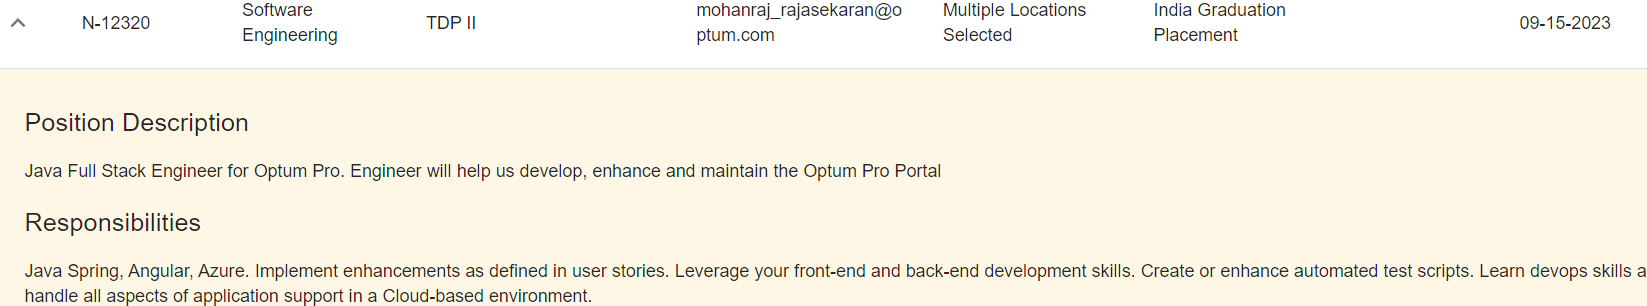 N-12320
Software
Engineering
TDP II
mohanraj_rajasekaran@o
ptum.com
Multiple Locations
Selected
India Graduation
Placement
09-15-2023
Position Description
Java Full Stack Engineer for Optum Pro. Engineer will help us develop, enhance and maintain the Optum Pro Portal
Responsibilities
Java Spring, Angular, Azure. Implement enhancements as defined in user stories. Leverage your front-end and back-end development skills. Create or enhance automated test scripts. Learn devops skills a
handle all aspects of application support in a Cloud-based environment.